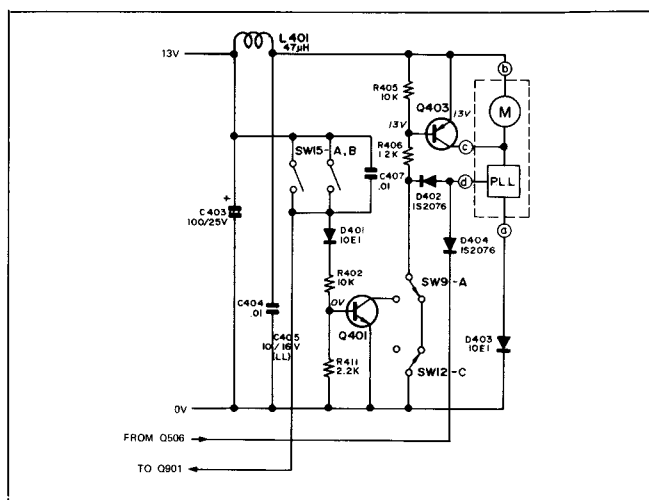 L401
47μH
13V
R405
10K
Q403
13V
13V
b
M
R406
1.2K
c
SW15-A, B
C407
.01
D402
1S2076
d
PLL
+
C403
100/25V
D401
10E1
D404
1S2076
a
R402
10K
SW9-A
C404
.01
0V
Q401
C405
10/16V
(LL)
D403
10E1
R411
2.2K
SW12-C
0V
FROM Q506
TO Q901